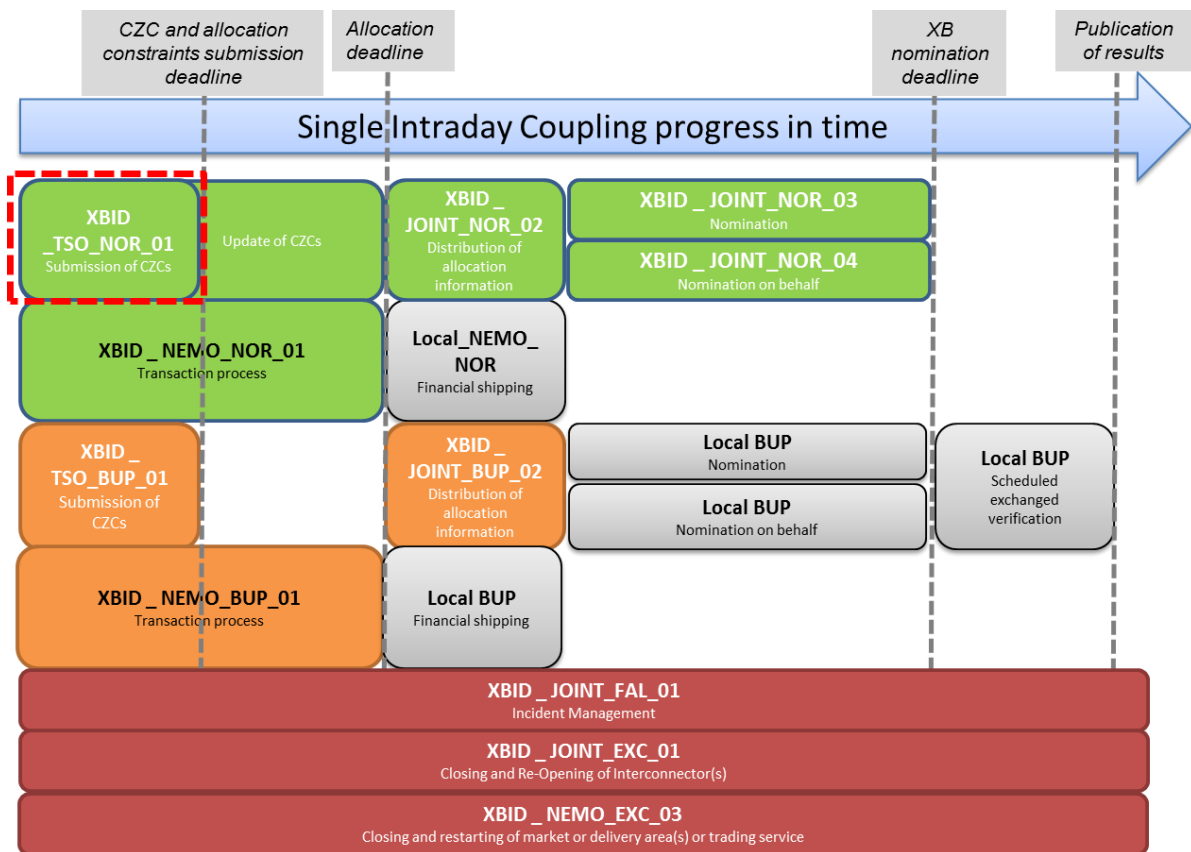 CZC and allocation
constraints submission
deadline
Allocation
deadline
XB
nomination
deadline
Publication
of results
Single Intraday Coupling progress in time
XBID
_TSO_NOR_01
Submission of CZCs
Update of CZCs
XBID _
JOINT_NOR_02
Distribution of
allocation
information
XBID _ JOINT_NOR_03
Nomination
XBID _ JOINT_NOR_04
Nomination on behalf
XBID _ NEMO_NOR_01
Transaction process
Local_NEMO_
NOR
Financial shipping
XBID _
TSO_BUP_01
Submission of
CZCs
XBID _
JOINT_BUP_02
Distribution of
allocation
information
Local BUP
Nomination
Local BUP
Nomination on behalf
Local BUP
Scheduled
exchanged
verification
XBID _ NEMO_BUP_01
Transaction process
Local BUP
Financial shipping
XBID _ JOINT_FAL_01
Incident Management
XBID _ JOINT_EXC_01
Closing and Re-Opening of Interconnector(s)
XBID _ NEMO_EXC_03
Closing and restarting of market or delivery area(s) or trading service